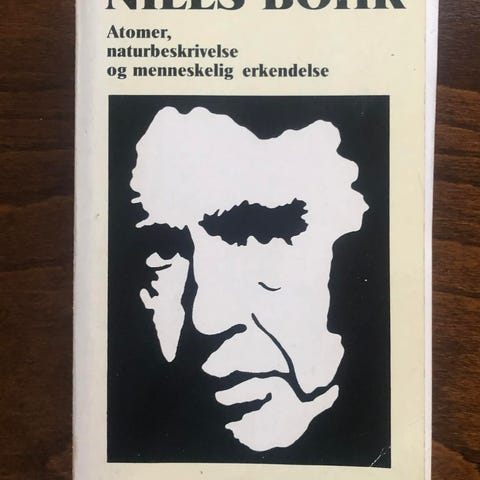 NIELS BOHR
Atomer,
naturbeskrivelse
og menneskelig erkendelse